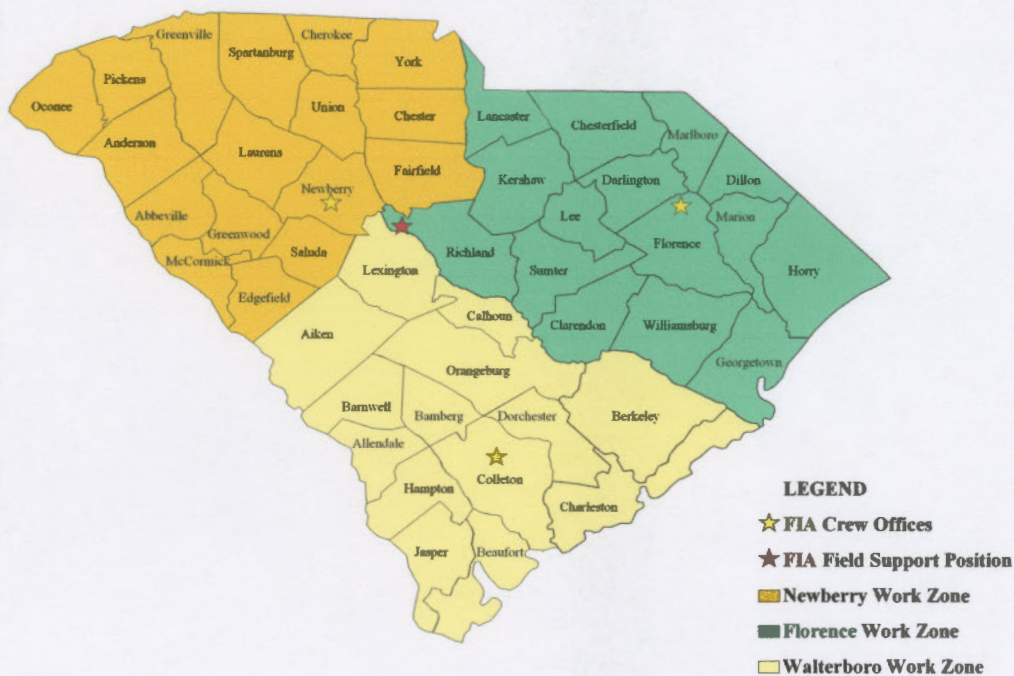 Greenville
Cherokee
Spartanburg
York
Pickens
Oconee
Union
Chester
Lancaster
Chesterfield
Marlboro
Anderson
Laurens
Fairfield
Kershaw
Darlington
Dillon
Newberry
Abbeville
Lee
Marion
Greenwood
Florence
Saluda
Richland
McCormick
Lexington
Sumter
Horry
Edgefield
Calhoun
Clarendon
Williamsburg
Aiken
Georgetown
Orangeburg
Barnwell
Bamberg
Dorchester
Berkeley
Allendale
Colleton
Hampton
Charleston
Jasper
Beaufort
LEGEND
FIA Crew Offices
FIA Field Support Position
Newberry Work Zone
Florence Work Zone
Walterboro Work Zone